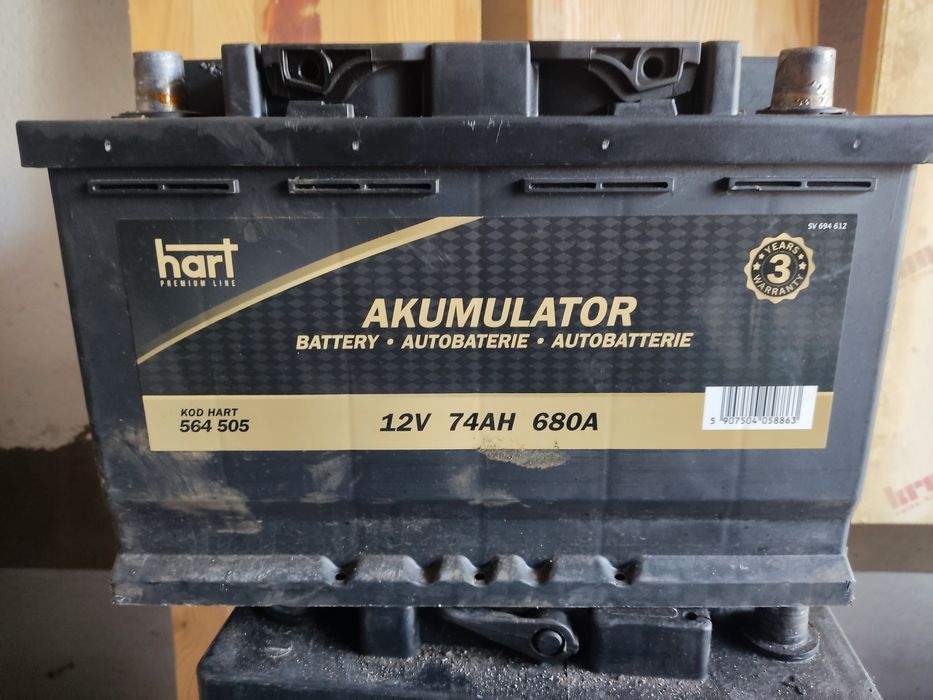 SV 694 612
hart
PREMIUM LINE
YEARS
3
WARRANTY
AKUMULATOR
BATTERY • AUTOBATERIE • AUTOBATTERIE
KOD HART
564 505
12V 74AH 680A
5 907504 058863